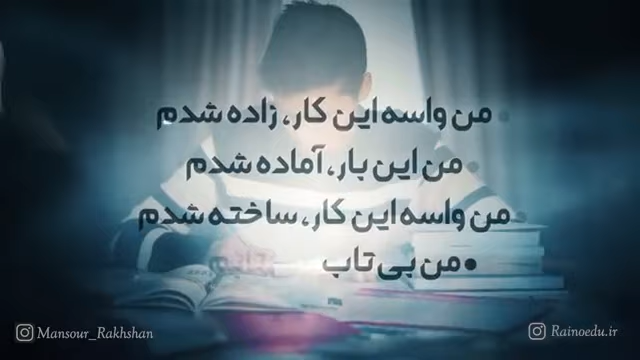 • من واسه این کار، زاده شدم
• من این بار، آماده شدم
• من واسه این کار، ساخته شدم
• من بی تاب
Mansour_Rakhshan
Rainoedu.ir